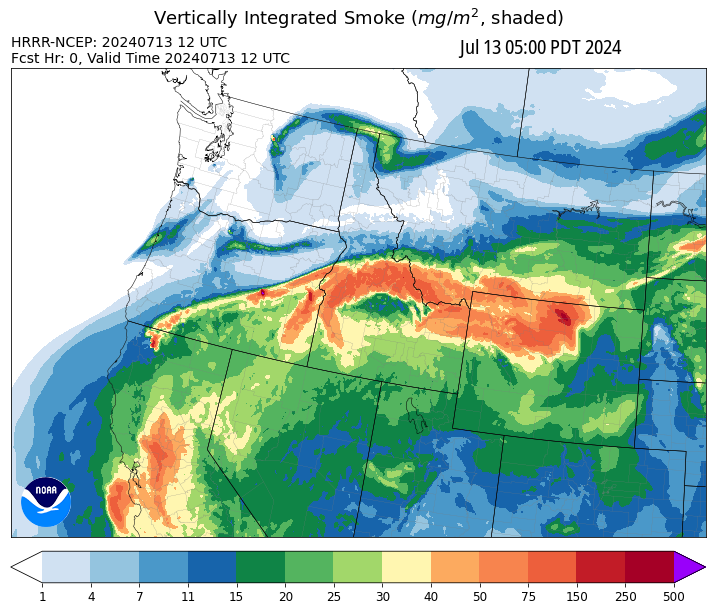 Vertically Integrated Smoke (mg/m², shaded)
HRRR-NCEP: 20240713 12 UTC
Jul 13 05:00 PDT 2024
Fcst Hr: 0, Valid Time 20240713 12 UTC
NOAA
1 4 7 11 15 20 25 30 40 50 75 150 250 500